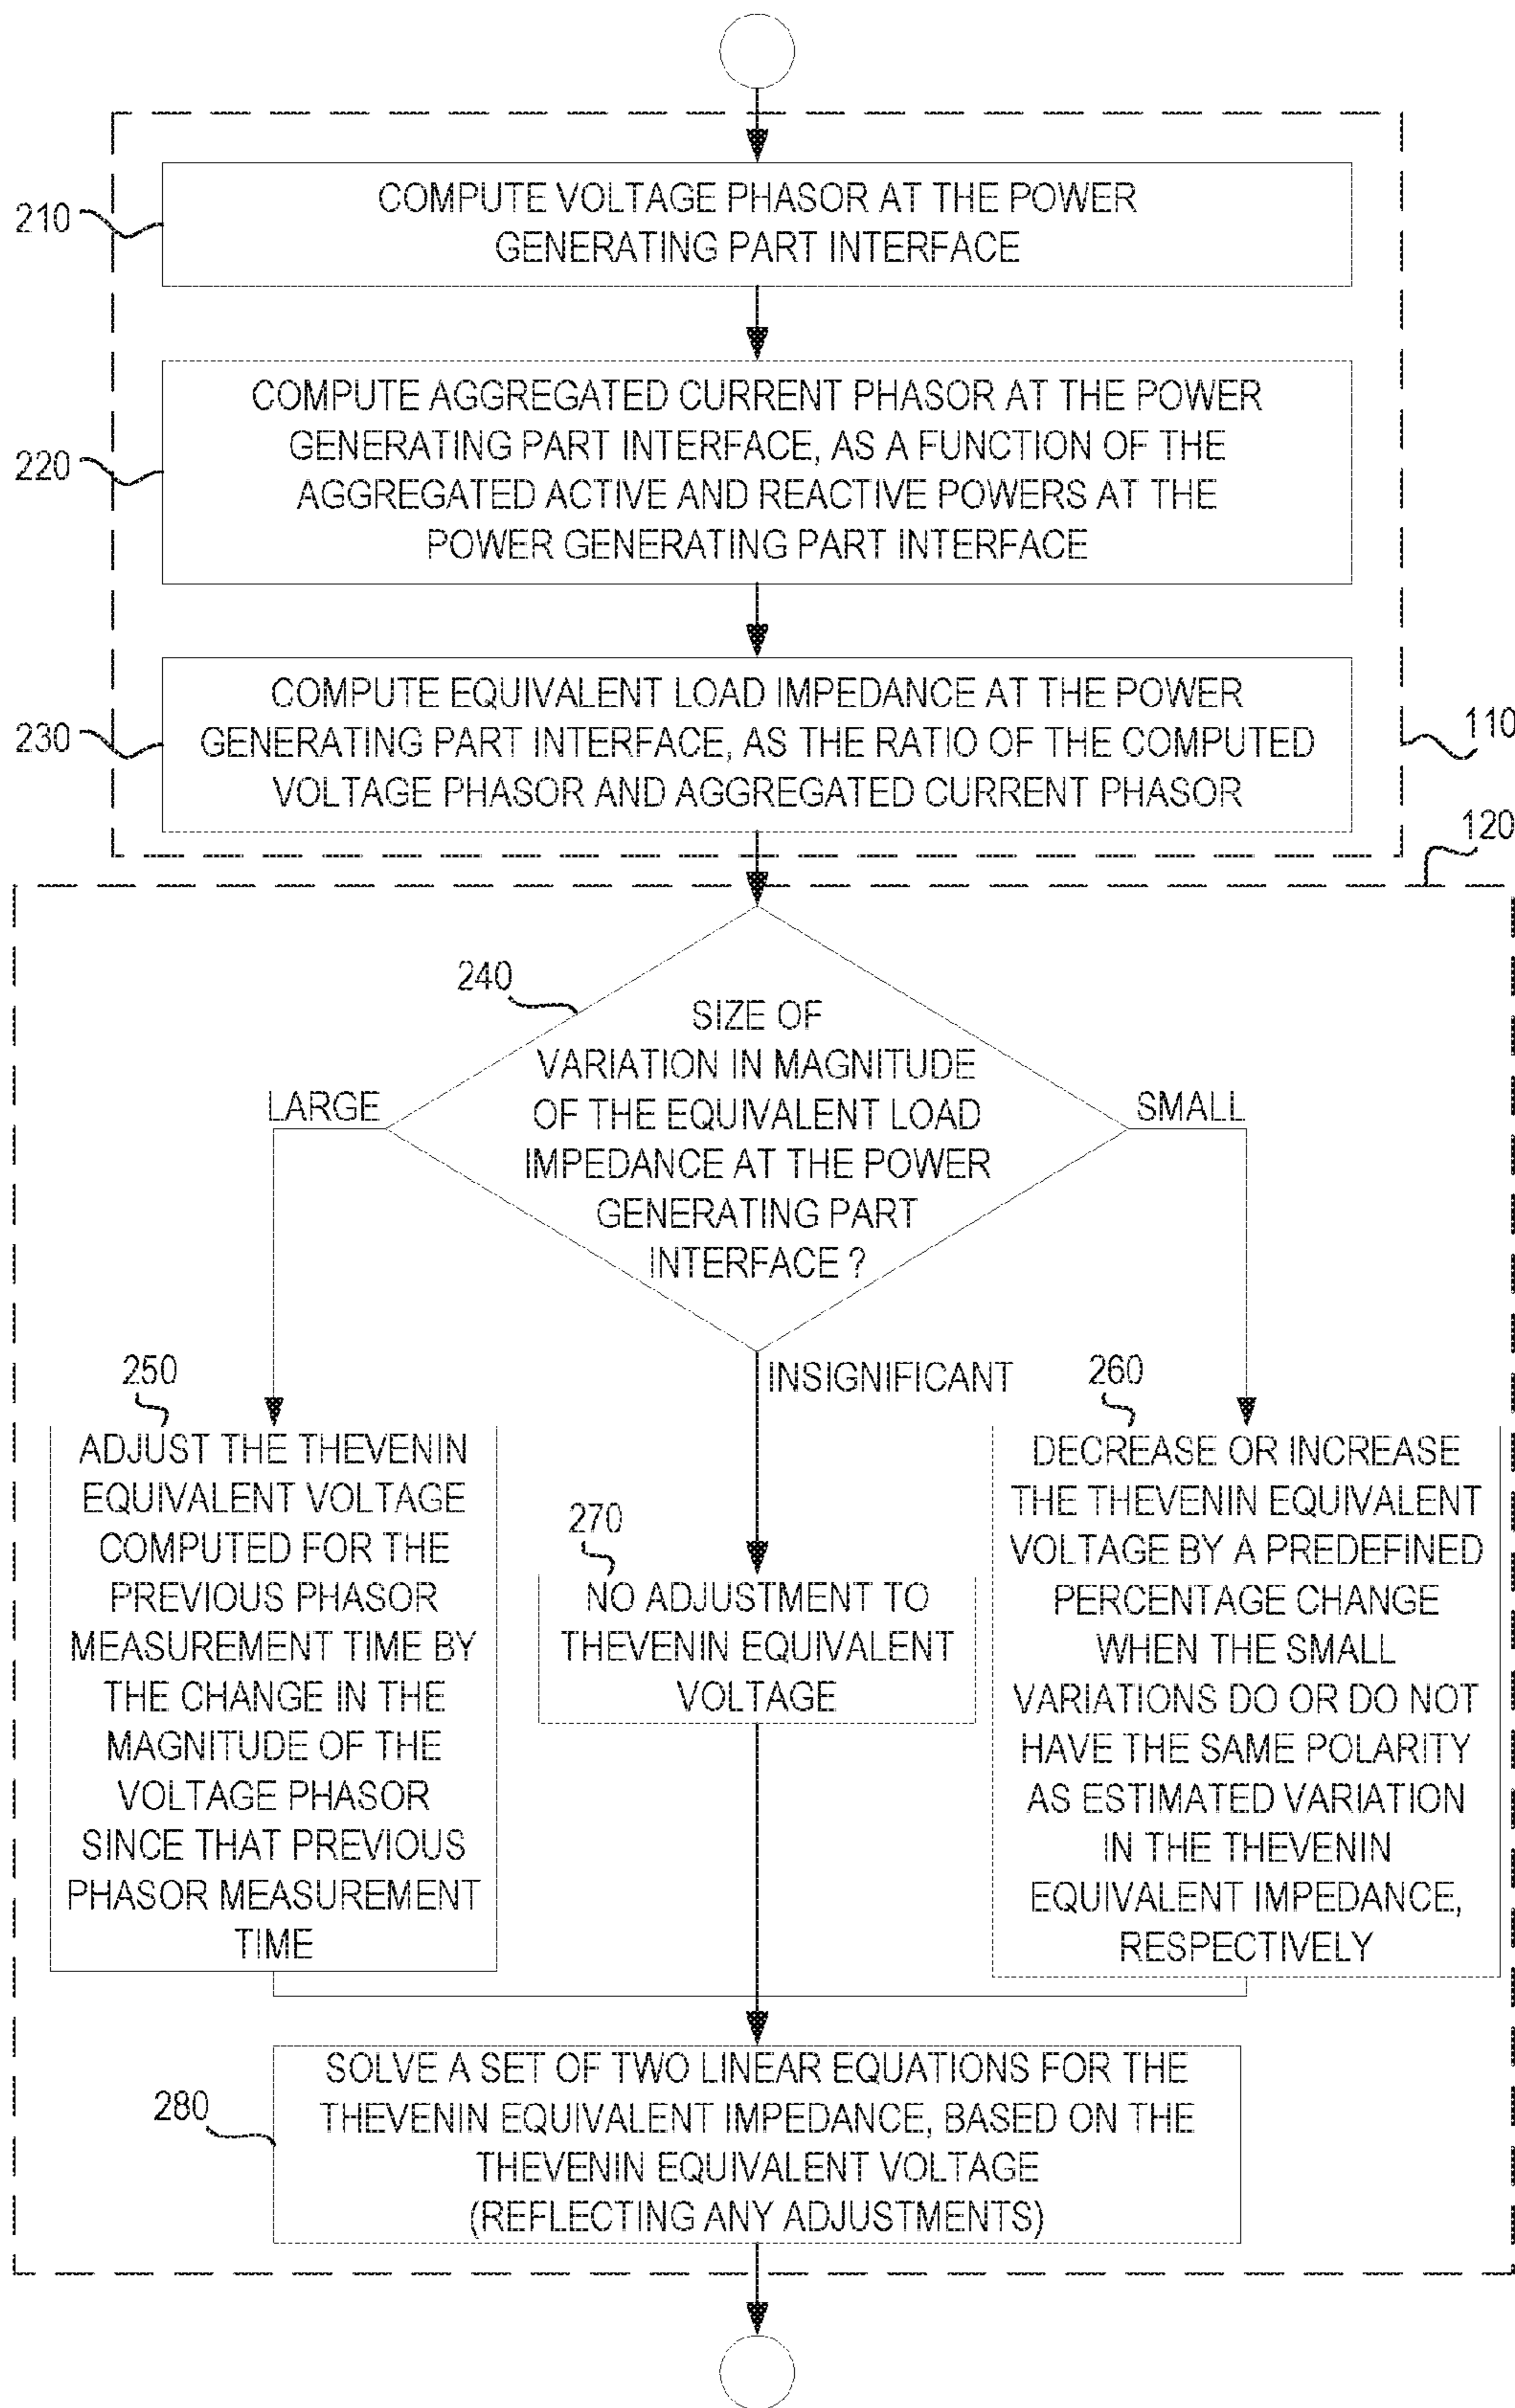 210
COMPUTE VOLTAGE PHASOR AT THE POWER
GENERATING PART INTERFACE
220
COMPUTE AGGREGATED CURRENT PHASOR AT THE POWER
GENERATING PART INTERFACE, AS A FUNCTION OF THE
AGGREGATED ACTIVE AND REACTIVE POWERS AT THE
POWER GENERATING PART INTERFACE
230
COMPUTE EQUIVALENT LOAD IMPEDANCE AT THE POWER
GENERATING PART INTERFACE, AS THE RATIO OF THE COMPUTED
VOLTAGE PHASOR AND AGGREGATED CURRENT PHASOR
110
120
240
SIZE OF
VARIATION IN MAGNITUDE
OF THE EQUIVALENT LOAD
IMPEDANCE AT THE POWER
GENERATING PART
INTERFACE ?
LARGE
SMALL
INSIGNIFICANT
250
ADJUST THE THEVENIN
EQUIVALENT VOLTAGE
COMPUTED FOR THE
PREVIOUS PHASOR
MEASUREMENT TIME BY
THE CHANGE IN THE
MAGNITUDE OF THE
VOLTAGE PHASOR
SINCE THAT PREVIOUS
PHASOR MEASUREMENT
TIME
270
NO ADJUSTMENT TO
THEVENIN EQUIVALENT
VOLTAGE
260
DECREASE OR INCREASE
THE THEVENIN EQUIVALENT
VOLTAGE BY A PREDEFINED
PERCENTAGE CHANGE
WHEN THE SMALL
VARIATIONS DO OR DO NOT
HAVE THE SAME POLARITY
AS ESTIMATED VARIATION
IN THE THEVENIN
EQUIVALENT IMPEDANCE,
RESPECTIVELY
280
SOLVE A SET OF TWO LINEAR EQUATIONS FOR THE
THEVENIN EQUIVALENT IMPEDANCE, BASED ON THE
THEVENIN EQUIVALENT VOLTAGE
(REFLECTING ANY ADJUSTMENTS)